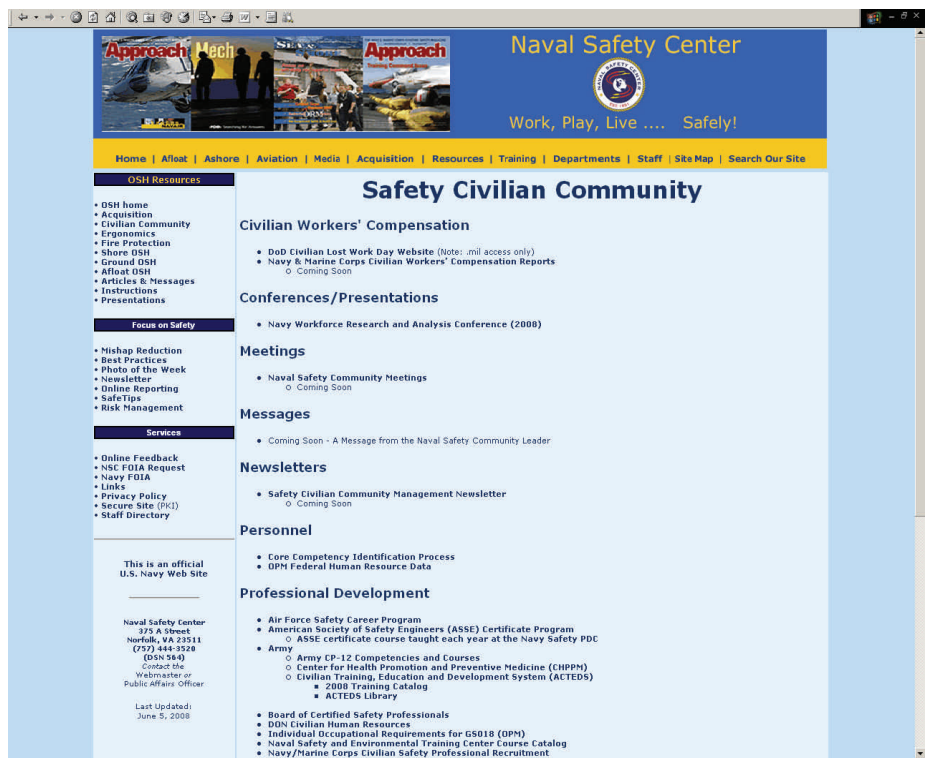 Approach
Mech
Approach
Naval Safety Center
Work, Play, Live .... Safely!
Home | Afloat | Ashore | Aviation | Media | Acquisition | Resources | Training | Departments | Staff | Site Map | Search Our Site
OSH Resources
• OSH home
• Acquisition
• Civilian Community
• Ergonomics
• Fire Protection
• Shore OSH
• Ground OSH
• Afloat OSH
• Articles & Messages
• Instructions
• Presentations
Focus on Safety
• Mishap Reduction
• Best Practices
• Photo of the Week
• Newsletter
• Online Reporting
• SafeTips
• Risk Management
Services
• Online Feedback
• NSC FOIA Request
• Navy FOIA
• Links
• Privacy Policy
• Secure Site (PKI)
• Staff Directory
This is an official
U.S. Navy Web Site
Naval Safety Center
375 A Street
Norfolk, VA 23511
(757) 444-3520
(DSN 564)
Contact the
Webmaster or
Public Affairs Officer
Last Updated:
June 5, 2008
Safety Civilian Community
Civilian Workers' Compensation
• DoD Civilian Lost Work Day Website (Note: .mil access only)
• Navy & Marine Corps Civilian Workers' Compensation Reports
o Coming Soon
Conferences/Presentations
• Navy Workforce Research and Analysis Conference (2008)
Meetings
• Naval Safety Community Meetings
o Coming Soon
Messages
• Coming Soon - A Message from the Naval Safety Community Leader
Newsletters
• Safety Civilian Community Management Newsletter
o Coming Soon
Personnel
• Core Competency Identification Process
• OPM Federal Human Resource Data
Professional Development
• Air Force Safety Career Program
• American Society of Safety Engineers (ASSE) Certificate Program
o ASSE certificate course taught each year at the Navy Safety PDC
• Army
o Army CP-12 Competencies and Courses
o Center for Health Promotion and Preventive Medicine (CHPPM)
o Civilian Training, Education and Development System (ACTEDS)
▪ 2008 Training Catalog
▪ ACTEDS Library
• Board of Certified Safety Professionals
• DON Civilian Human Resources
• Individual Occupational Requirements for GS018 (OPM)
• Naval Safety and Environmental Training Center Course Catalog
• Navy/Marine Corps Civilian Safety Professional Recruitment